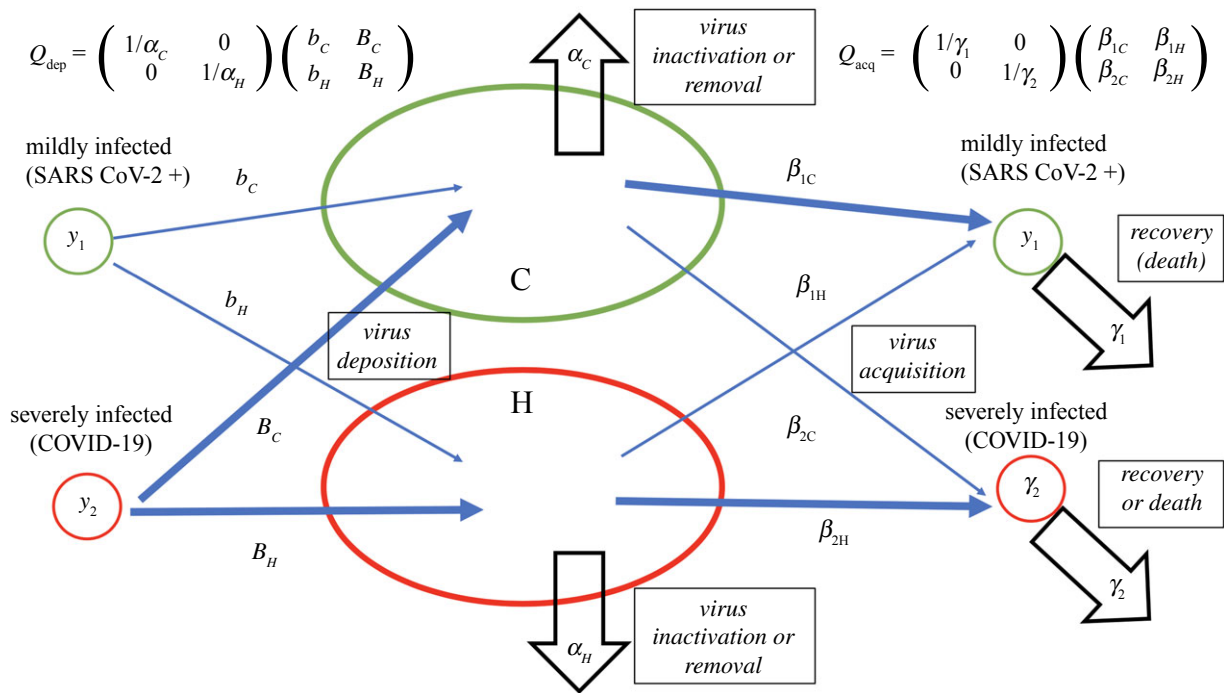 Q_dep = ( 1/α_C 0 ) ( b_C B_C )
( 0 1/α_H ) ( b_H B_H )
α_C
virus
inactivation or
removal
Q_acq = ( 1/γ_1 0 ) ( β_1C β_1H )
( 0 1/γ_2 ) ( β_2C β_2H )
mildly infected
(SARS CoV-2 +)
b_C
y_1
b_H
C
virus
deposition
β_1C
β_1H
mildly infected
(SARS CoV-2 +)
y_1
recovery
(death)
γ_1
severely infected
(COVID-19)
y_2
B_C
B_H
H
virus
acquisition
β_2C
β_2H
severely infected
(COVID-19)
γ_2
recovery
or death
γ_2
α_H
virus
inactivation or
removal